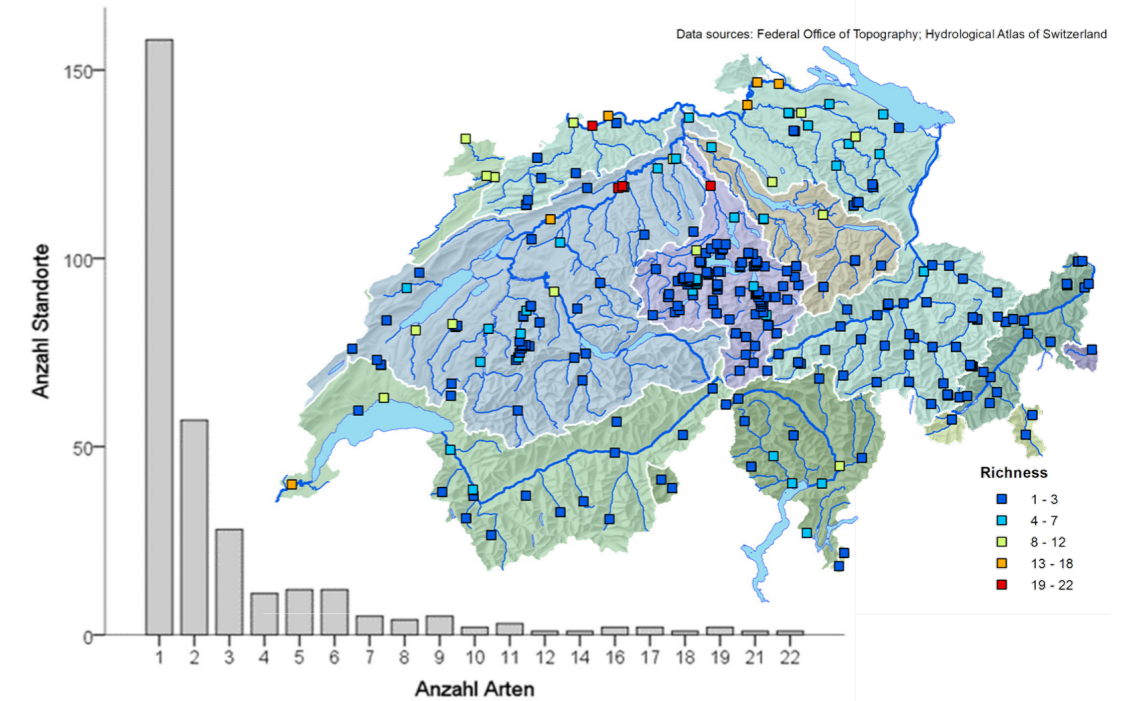 Data sources: Federal Office of Topography; Hydrological Atlas of Switzerland
150
100
50
0
Anzahl Standorte
1 2 3 4 5 6 7 8 9 10 11 12 14 16 17 18 19 21 22
Anzahl Arten
Richness
1 - 3
4 - 7
8 - 12
13 - 18
19 - 22